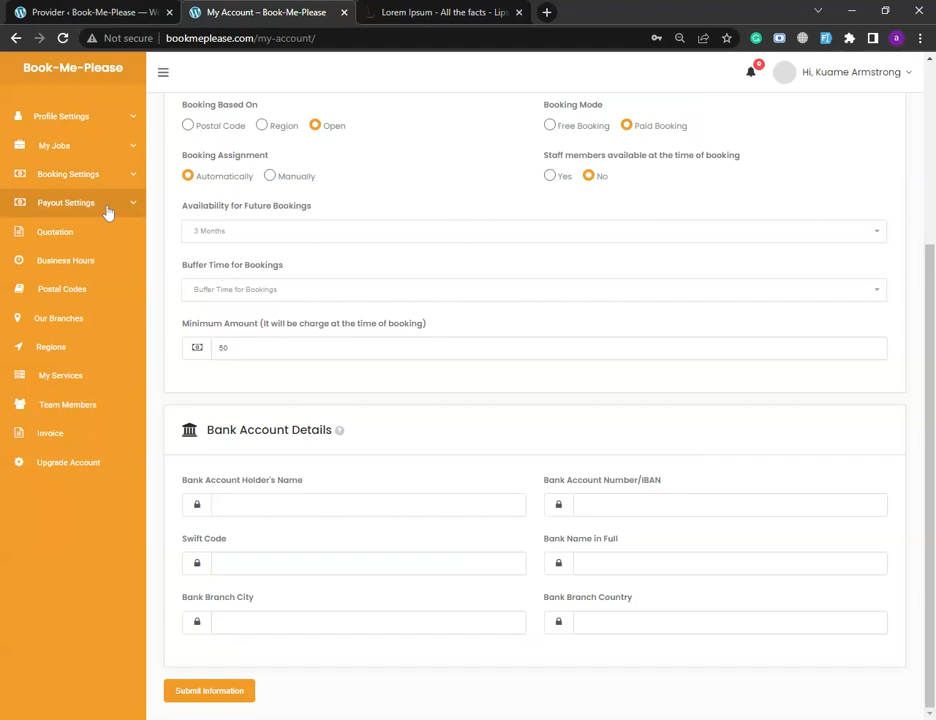 Provider ‹ Book-Me-Please — Wi
My Account – Book-Me-Please
Lorem Ipsum - All the facts - Lips
Not secure
bookmeplease.com/my-account/
Book-Me-Please
0
Hi, Kuame Armstrong
Profile Settings
My Jobs
Booking Settings
Payout Settings
Quotation
Business Hours
Postal Codes
Our Branches
Regions
My Services
Team Members
Invoice
Upgrade Account
Booking Based On
Postal Code
Region
Open
Booking Mode
Free Booking
Paid Booking
Booking Assignment
Automatically
Manually
Staff members available at the time of booking
Yes
No
Availability for Future Bookings
3 Months
Buffer Time for Bookings
Buffer Time for Bookings
Minimum Amount (It will be charge at the time of booking)
50
Bank Account Details
Bank Account Holder's Name
Bank Account Number/IBAN
Swift Code
Bank Name in Full
Bank Branch City
Bank Branch Country
Submit Information